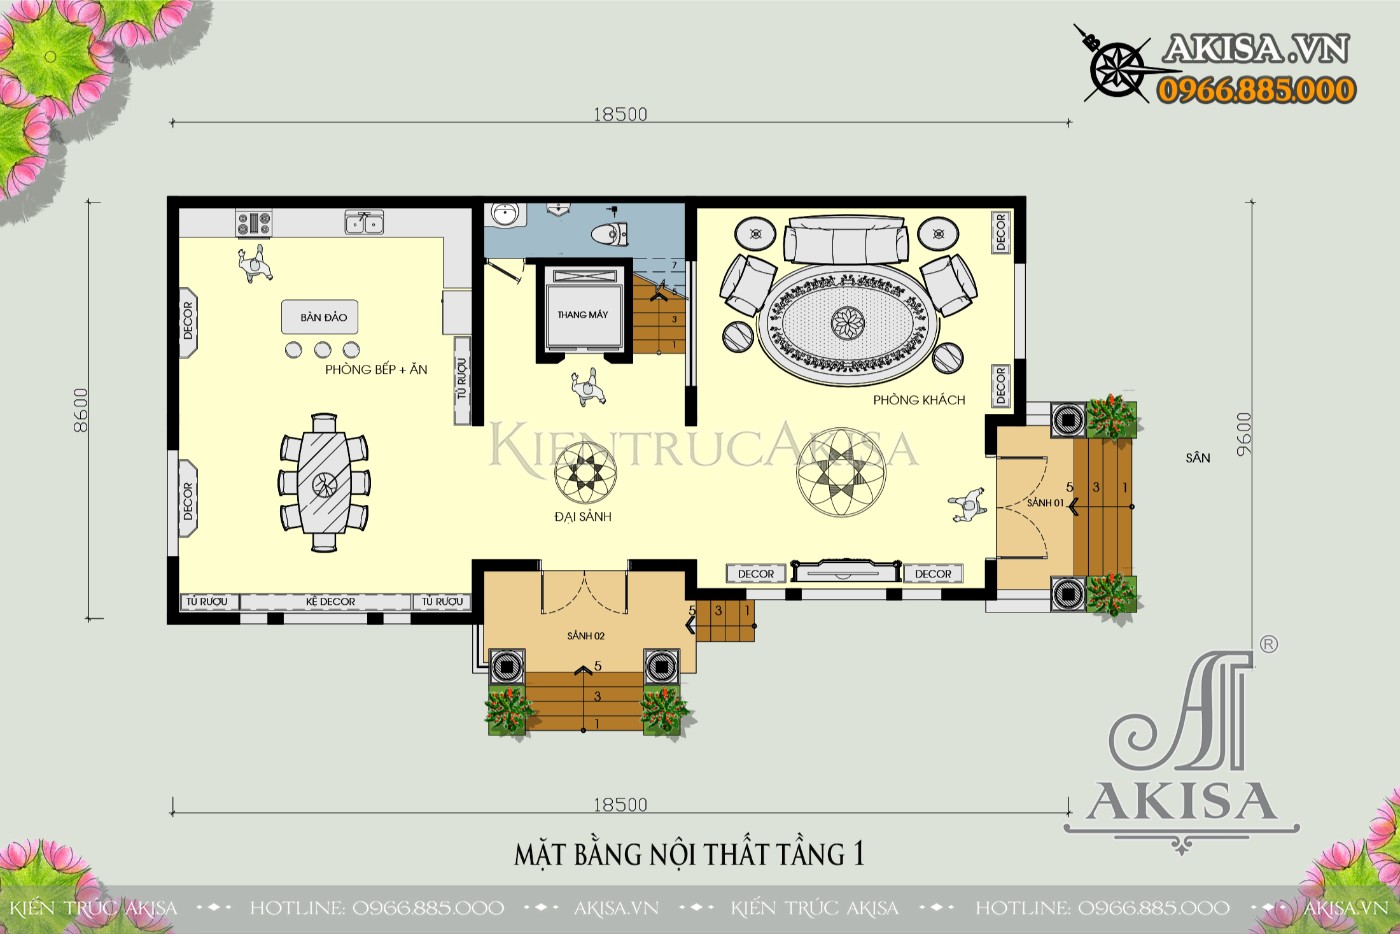 AKISA.VN
0966.885.000
B
18500
8600
9600
DECOR
DECOR
DECOR
DECOR
BÀN ĐẢO
PHÒNG BẾP + ĂN
TỦ RƯỢU
THANG MÁY
7
5
3
1
PHÒNG KHÁCH
KIENTRUCAKISA
ĐẠI SẢNH
SẢNH 01
5
3
1
SÂN
DECOR
DECOR
TỦ RƯỢU
KỆ DECOR
TỦ RƯỢU
SẢNH 02
5
3
1
5
3
1
®
AKISA
18500
MẶT BẰNG NỘI THẤT TẦNG 1
KIẾN TRÚC AKISA HOTLINE: 0966.885.000 AKISA.VN KIẾN TRÚC AKISA HOTLINE: 0966.885.000 AKISA.VN